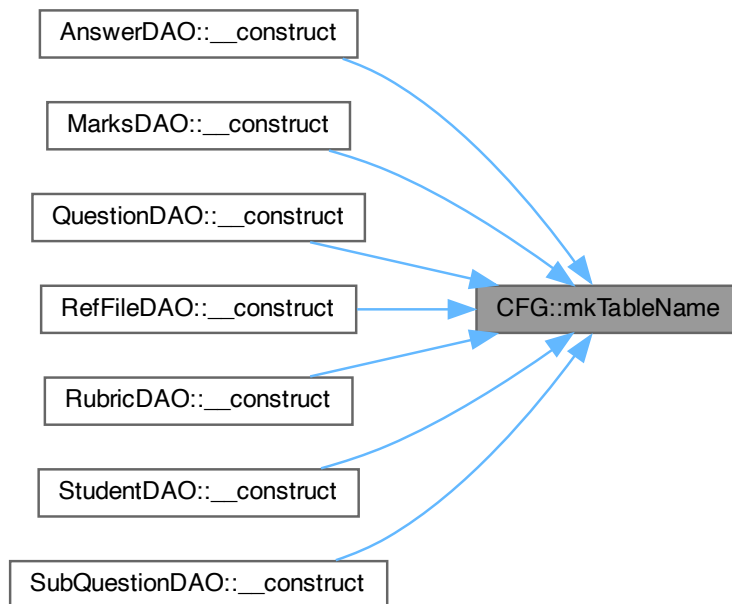 AnswerDAO::__construct
MarksDAO::__construct
QuestionDAO::__construct
RefFileDAO::__construct
CFG::mkTableName
RubricDAO::__construct
StudentDAO::__construct
SubQuestionDAO::__construct